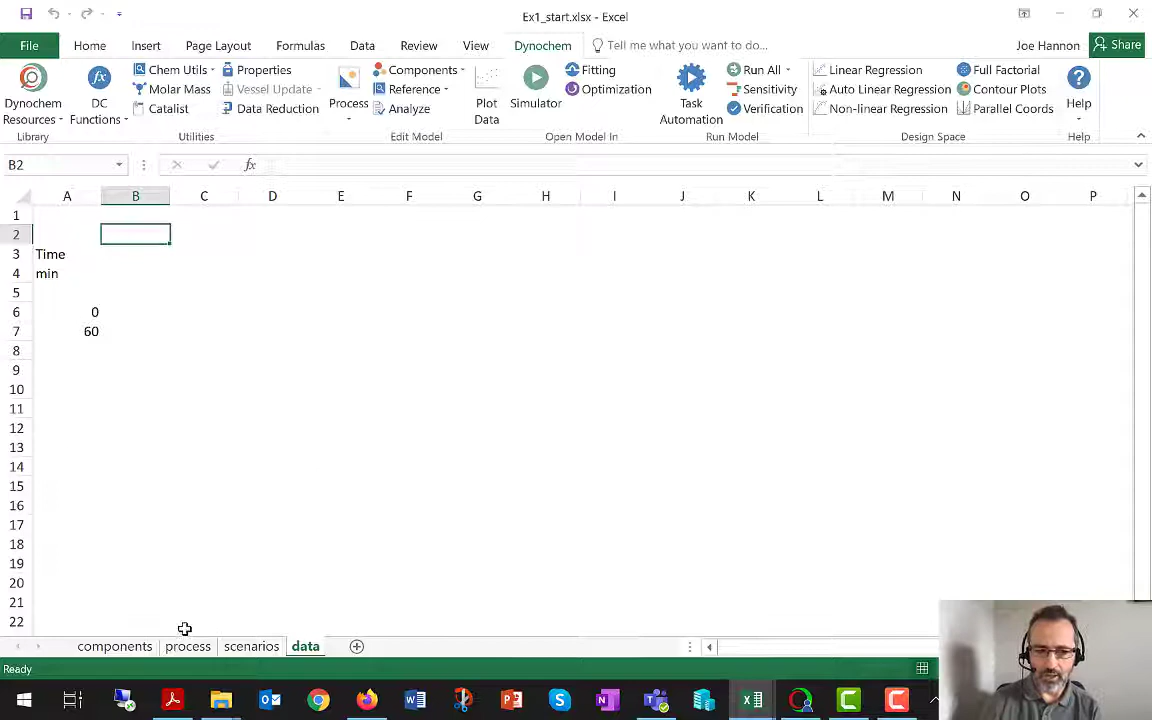 Ex1_start.xlsx - Excel
File Home Insert Page Layout Formulas Data Review View Dynochem Tell me what you want to do... Joe Hannon Share
Dynochem Resources
DC Functions
Chem Utils
Molar Mass
Catalist
Properties
Vessel Update
Data Reduction
Process
Components
Reference
Analyze
Plot Data
Simulator
Fitting
Optimization
Task Automation
Run All
Sensitivity
Verification
Linear Regression
Auto Linear Regression
Non-linear Regression
Full Factorial
Contour Plots
Parallel Coords
Help
Library Utilities Edit Model Open Model In Run Model Design Space Help
B2 fx
A B C D E F G H I J K L M N O P
1
2
3 Time
4 min
5
6 0
7 60
8
9
10
11
12
13
14
15
16
17
18
19
20
21
22
components process scenarios data
Ready